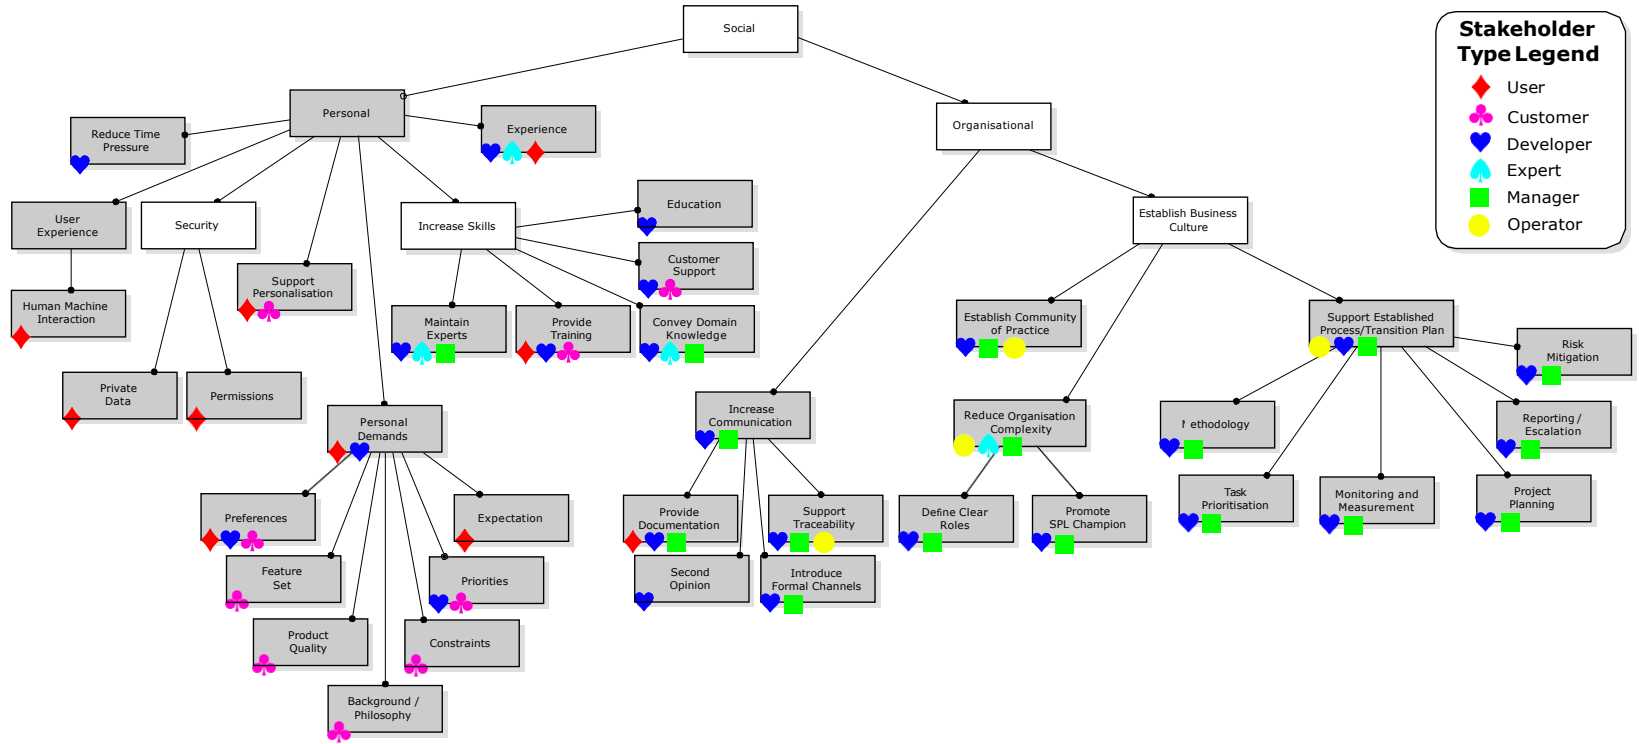 Social
Stakeholder
Type Legend
User
Customer
Developer
Expert
Manager
Operator
Personal
Organisational
Reduce Time
Pressure
Experience
User
Experience
Security
Increase Skills
Education
Establish Business
Culture
Customer
Support
Human Machine
Interaction
Support
Personalisation
Maintain
Experts
Provide
Training
Convey Domain
Knowledge
Establish Community
of Practice
Support Established
Process/Transition Plan
Risk
Mitigation
Private
Data
Permissions
Personal
Demands
Increase
Communication
Reduce Organisation
Complexity
ethodology
Reporting /
Escalation
Preferences
Expectation
Provide
Documentation
Support
Traceability
Define Clear
Roles
Promote
SPL Champion
Task
Prioritisation
Monitoring and
Measurement
Project
Planning
Feature
Set
Priorities
Second
Opinion
Introduce
Formal Channels
Product
Quality
Constraints
Background /
Philosophy